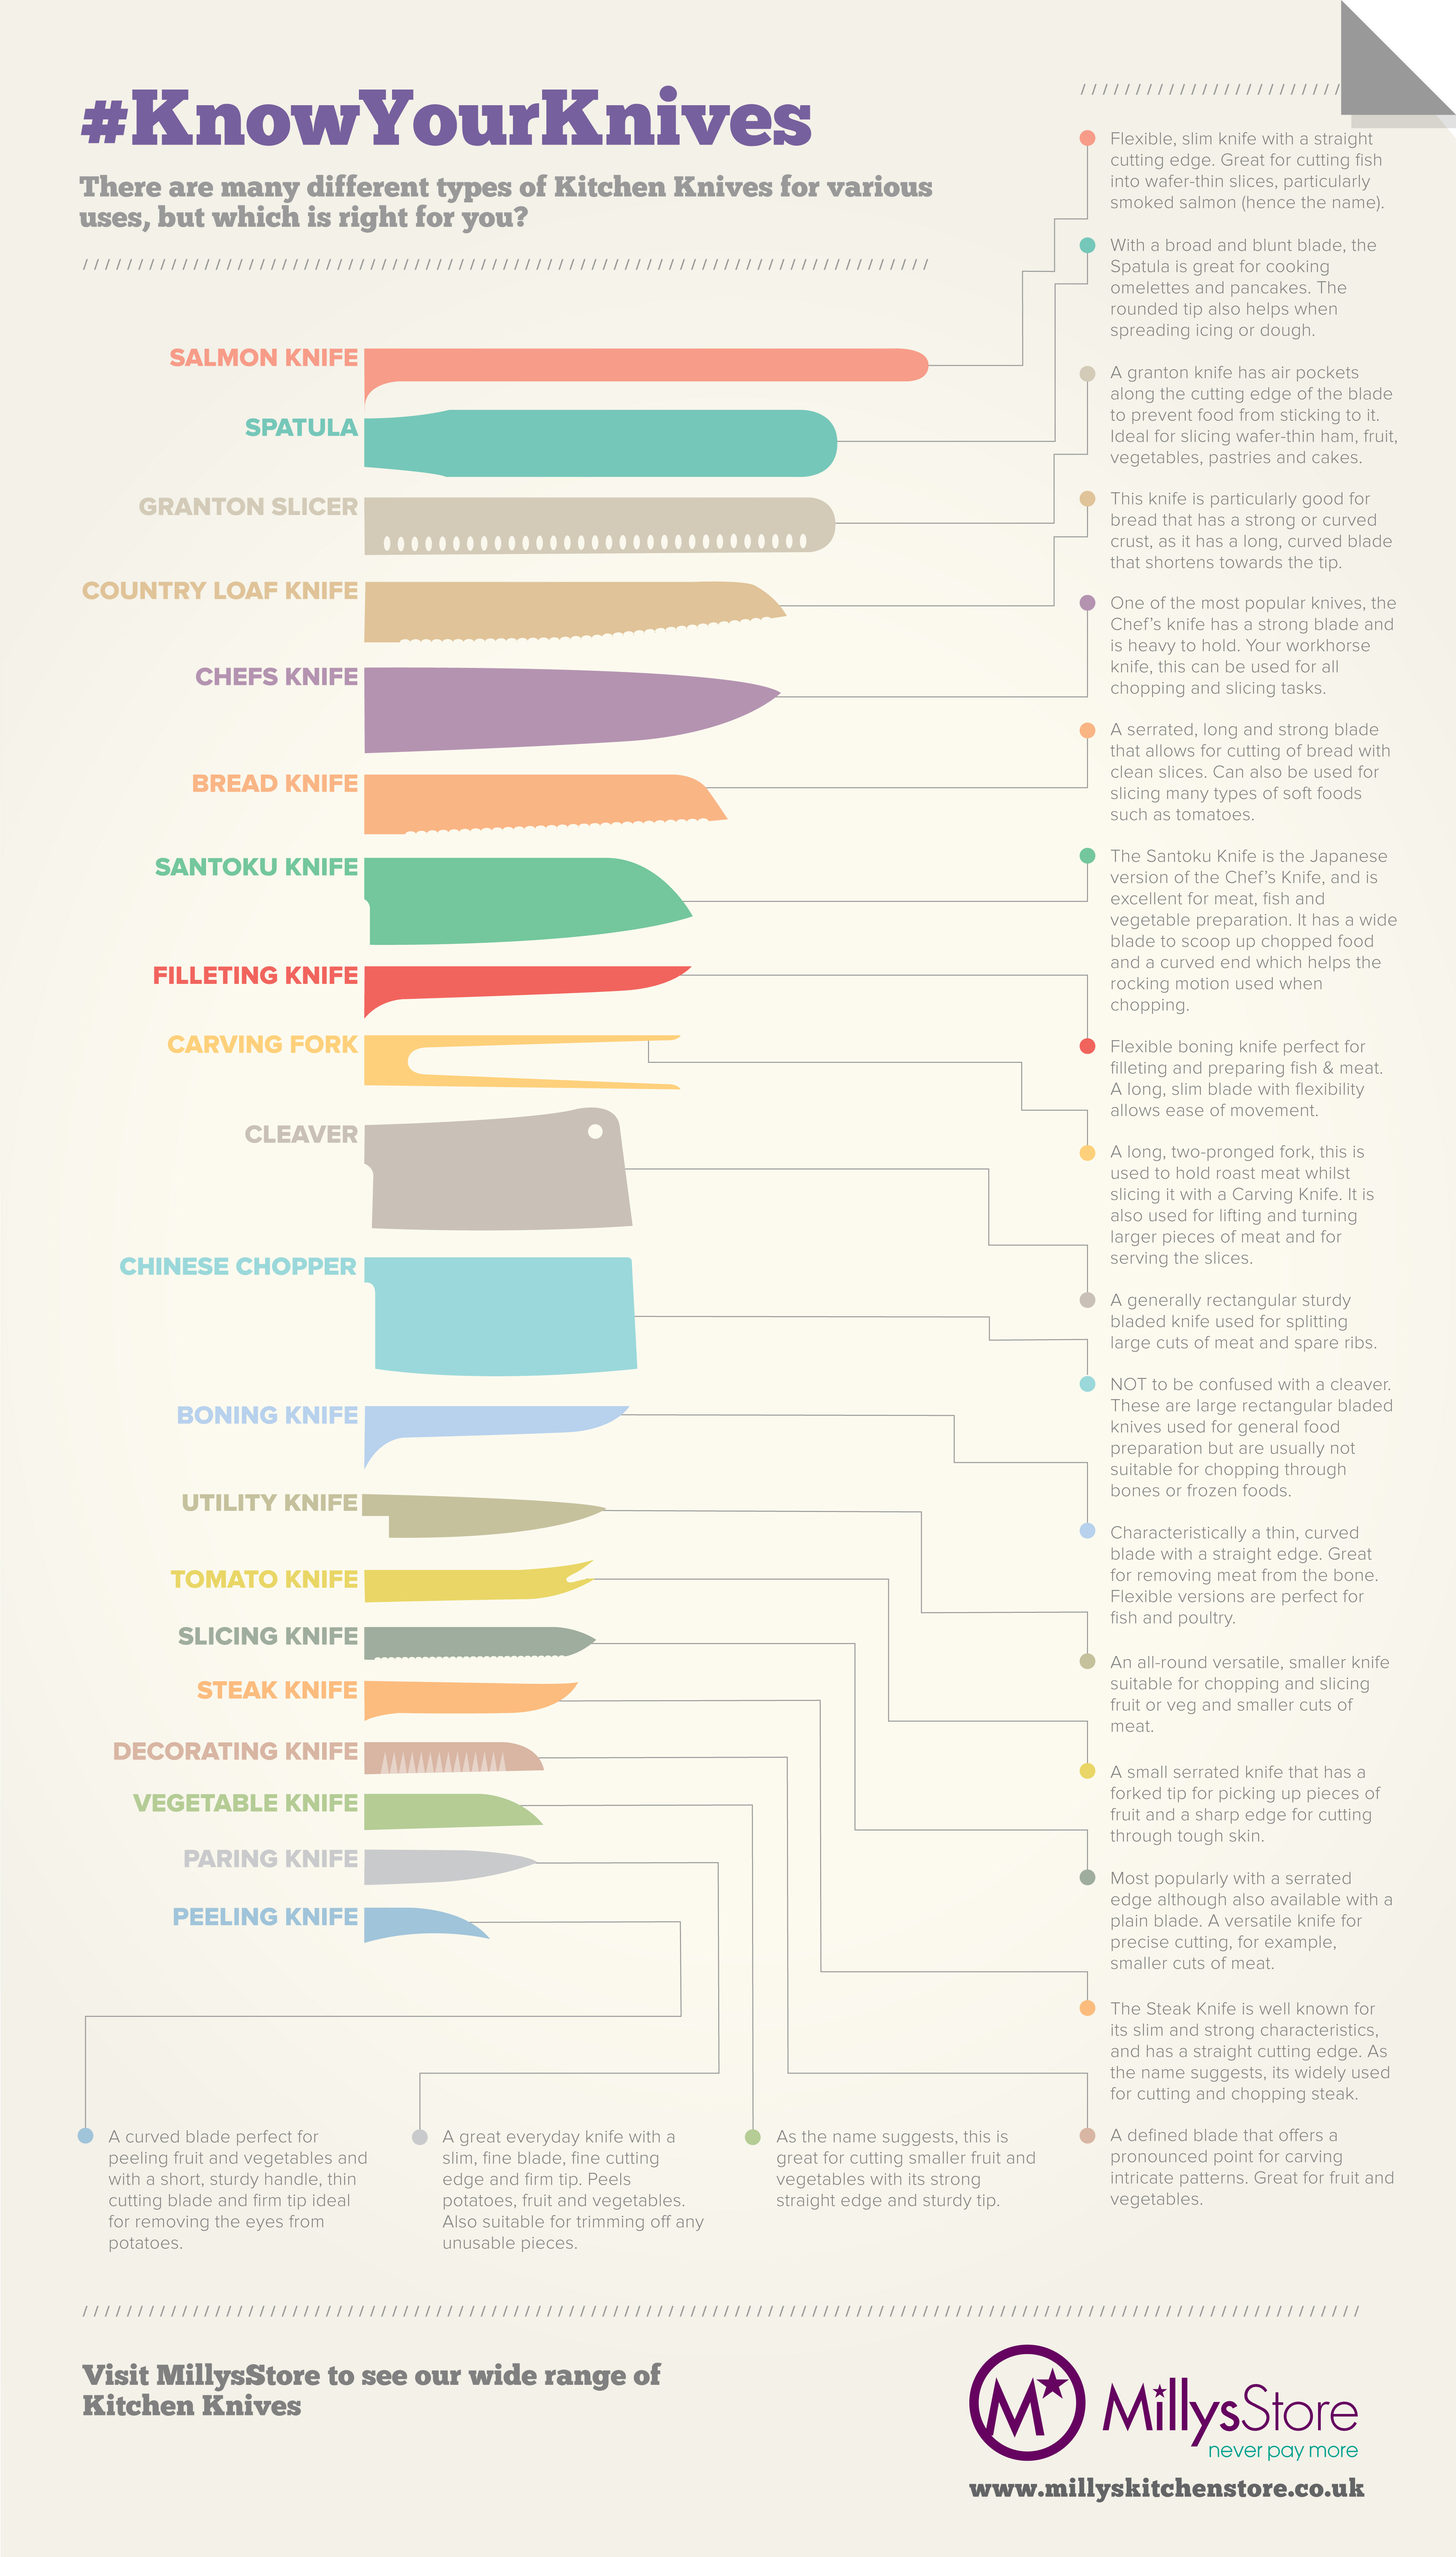 #KnowYourKnives
There are many different types of Kitchen Knives for various
uses, but which is right for you?
SALMON KNIFE
SPATULA
GRANTON SLICER
COUNTRY LOAF KNIFE
CHEFS KNIFE
BREAD KNIFE
SANTOKU KNIFE
FILLETING KNIFE
CARVING FORK
CLEAVER
CHINESE CHOPPER
BONING KNIFE
UTILITY KNIFE
TOMATO KNIFE
SLICING KNIFE
STEAK KNIFE
DECORATING KNIFE
VEGETABLE KNIFE
PARING KNIFE
PEELING KNIFE
Flexible, slim knife with a straight
cutting edge. Great for cutting fish
into wafer-thin slices, particularly
smoked salmon (hence the name).
With a broad and blunt blade, the
Spatula is great for cooking
omelettes and pancakes. The
rounded tip also helps when
spreading icing or dough.
A granton knife has air pockets
along the cutting edge of the blade
to prevent food from sticking to it.
Ideal for slicing wafer-thin ham, fruit,
vegetables, pastries and cakes.
This knife is particularly good for
bread that has a strong or curved
crust, as it has a long, curved blade
that shortens towards the tip.
One of the most popular knives, the
Chef's knife has a strong blade and
is heavy to hold. Your workhorse
knife, this can be used for all
chopping and slicing tasks.
A serrated, long and strong blade
that allows for cutting of bread with
clean slices. Can also be used for
slicing many types of soft foods
such as tomatoes.
The Santoku Knife is the Japanese
version of the Chef's Knife, and is
excellent for meat, fish and
vegetable preparation. It has a wide
blade to scoop up chopped food
and a curved end which helps the
rocking motion used when
chopping.
Flexible boning knife perfect for
filleting and preparing fish & meat.
A long, slim blade with flexibility
allows ease of movement.
A long, two-pronged fork, this is
used to hold roast meat whilst
slicing it with a Carving Knife. It is
also used for lifting and turning
larger pieces of meat and for
serving the slices.
A generally rectangular sturdy
bladed knife used for splitting
large cuts of meat and spare ribs.
NOT to be confused with a cleaver.
These are large rectangular bladed
knives used for general food
preparation but are usually not
suitable for chopping through
bones or frozen foods.
Characteristically a thin, curved
blade with a straight edge. Great
for removing meat from the bone.
Flexible versions are perfect for
fish and poultry.
An all-round versatile, smaller knife
suitable for chopping and slicing
fruit or veg and smaller cuts of
meat.
A small serrated knife that has a
forked tip for picking up pieces of
fruit and a sharp edge for cutting
through tough skin.
Most popularly with a serrated
edge although also available with a
plain blade. A versatile knife for
precise cutting, for example,
smaller cuts of meat.
The Steak Knife is well known for
its slim and strong characteristics,
and has a straight cutting edge. As
the name suggests, its widely used
for cutting and chopping steak.
A defined blade that offers a
pronounced point for carving
intricate patterns. Great for fruit and
vegetables.
A curved blade perfect for
peeling fruit and vegetables and
with a short, sturdy handle, thin
cutting blade and firm tip ideal
for removing the eyes from
potatoes.
A great everyday knife with a
slim, fine blade, fine cutting
edge and firm tip. Peels
potatoes, fruit and vegetables.
Also suitable for trimming off any
unusable pieces.
As the name suggests, this is
great for cutting smaller fruit and
vegetables with its strong
straight edge and sturdy tip.
Visit MillysStore to see our wide range of
Kitchen Knives
M
MillysStore
never pay more
www.millyskitchenstore.co.uk